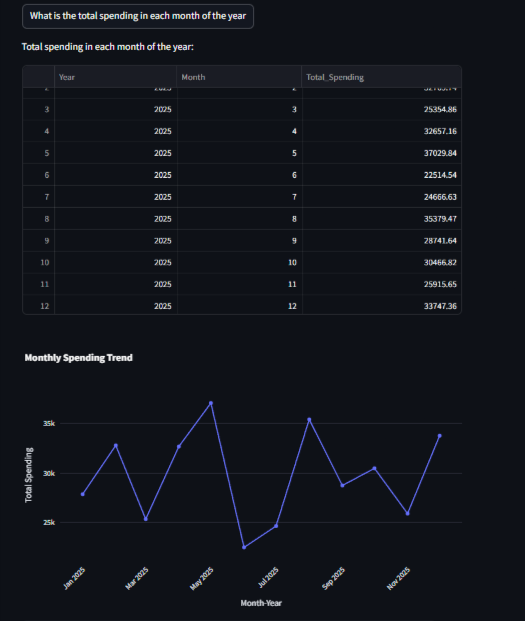 What is the total spending in each month of the year
Total spending in each month of the year:
Year Month Total_Spending
3 2025 3 25354.86
4 2025 4 32657.16
5 2025 5 37029.84
6 2025 6 22514.54
7 2025 7 24666.63
8 2025 8 35379.47
9 2025 9 28741.64
10 2025 10 30466.82
11 2025 11 25915.65
12 2025 12 33747.36
Monthly Spending Trend
35k
30k
25k
Total Spending
Jan 2025 Mar 2025 May 2025 Jul 2025 Sep 2025 Nov 2025
Month-Year